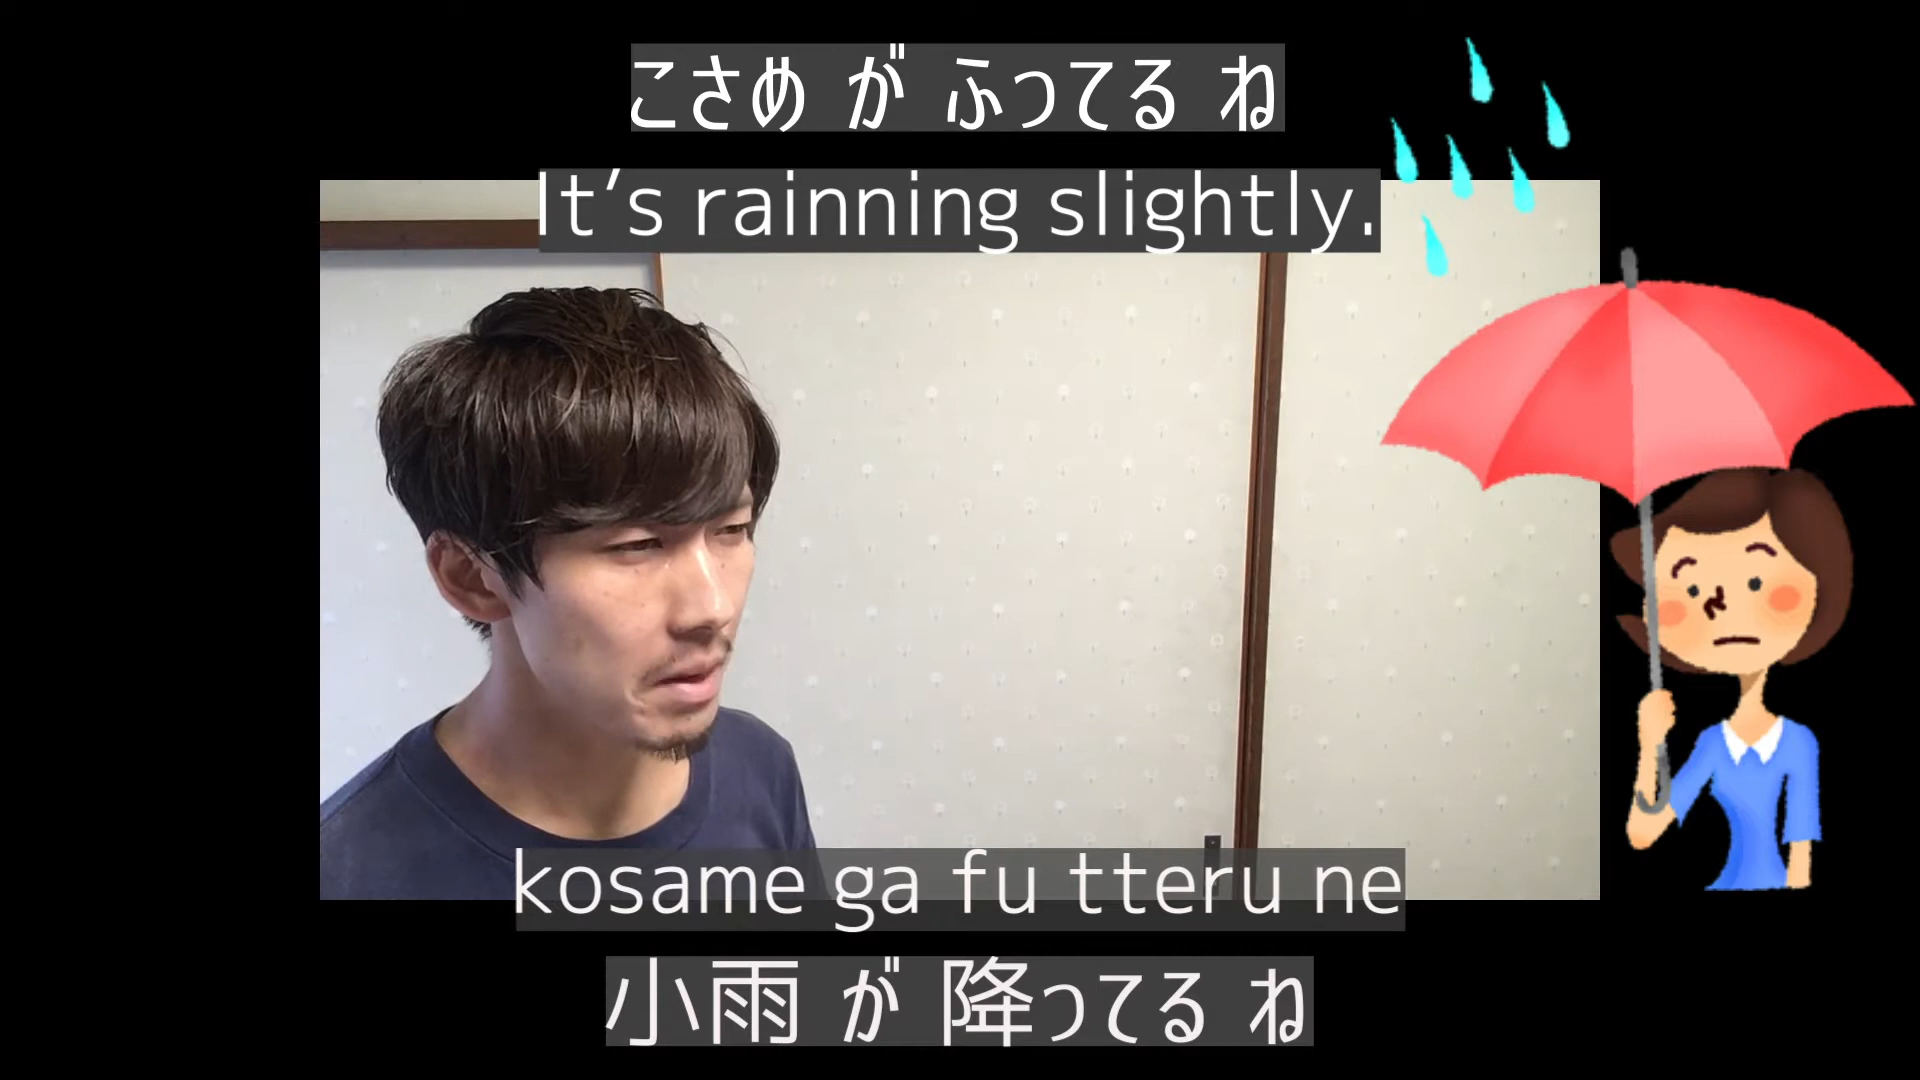 こさめ が ふってる ね
It's rainning slightly.
kosame ga fu tteru ne
小雨 が 降ってる ね